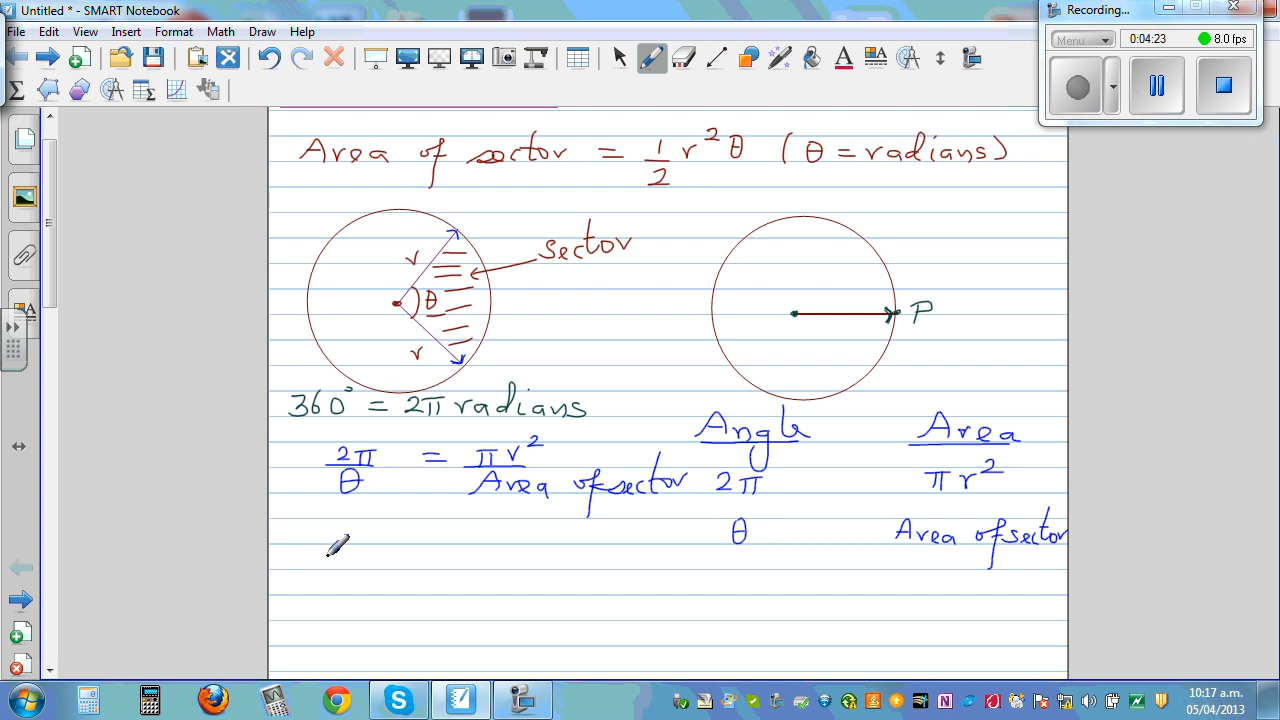 Untitled * - SMART Notebook
Recording...
File Edit View Insert Format Math Draw Help
Menu 0:04:23 8.0 fps
Area of sector = 1/2 r²θ (θ = radians)
r
θ
r
sector
P
360° = 2π radians
Angle Area
2π/θ = πr²/Area of sector
2π πr²
θ Area of sector
10:17 a.m.
05/04/2013